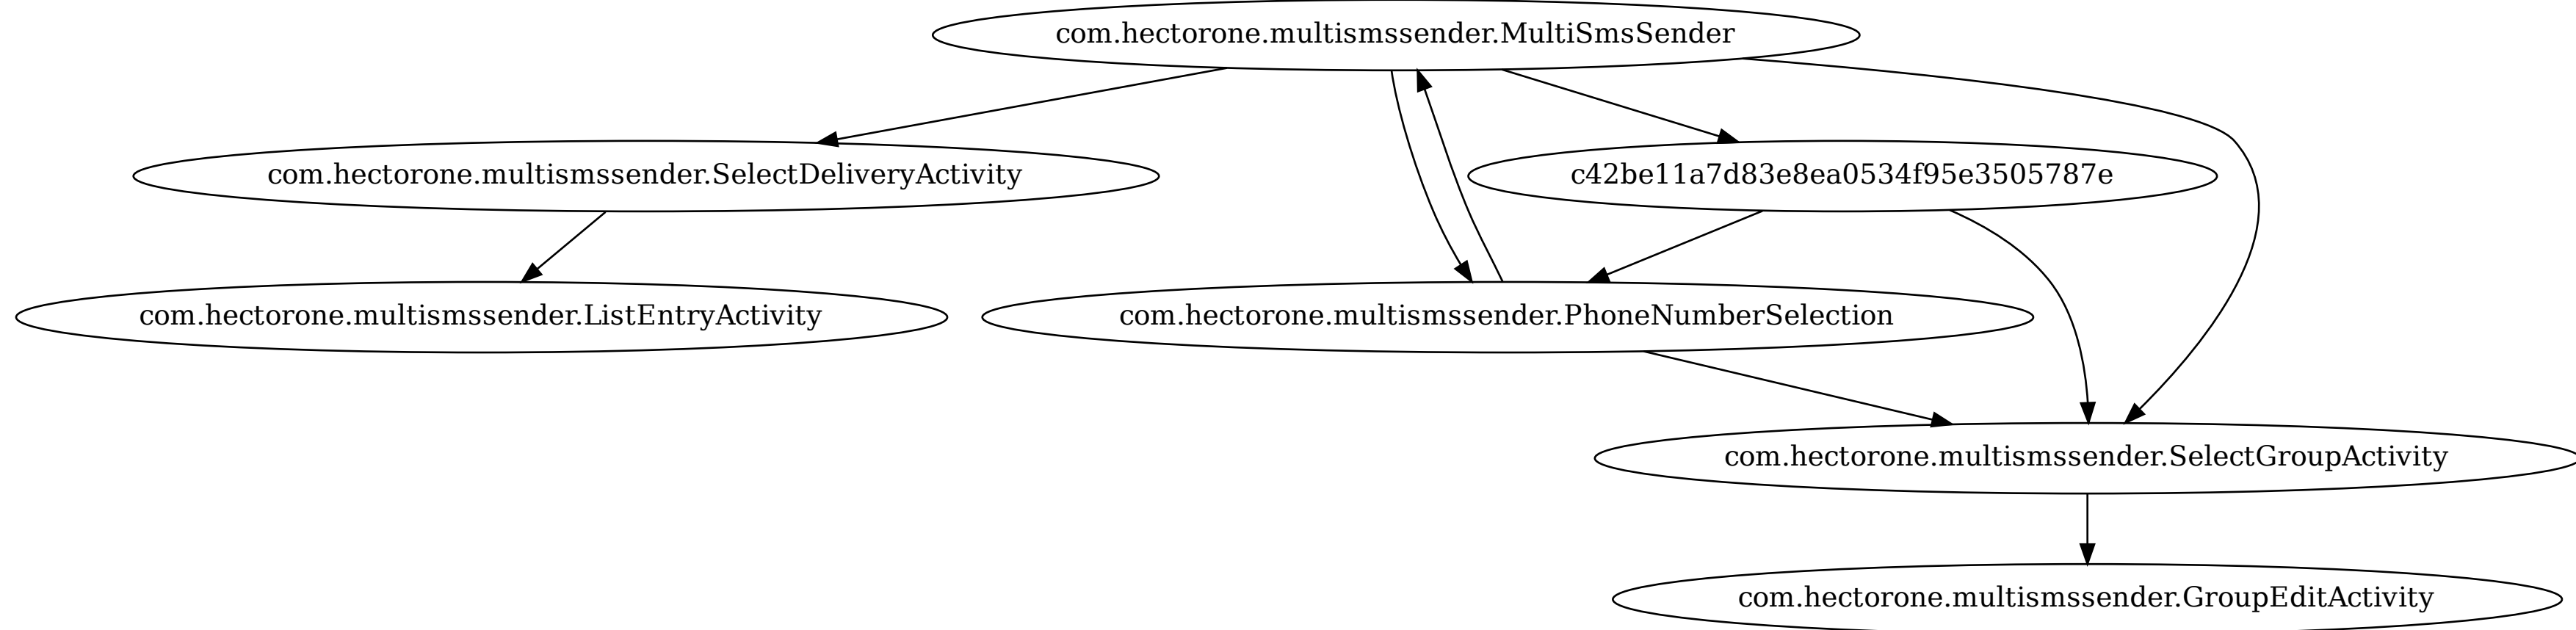 com.hectorone.multismssender.MultiSmsSender
com.hectorone.multismssender.SelectDeliveryActivity
c42be11a7d83e8ea0534f95e3505787e
com.hectorone.multismssender.ListEntryActivity
com.hectorone.multismssender.PhoneNumberSelection
com.hectorone.multismssender.SelectGroupActivity
com.hectorone.multismssender.GroupEditActivity